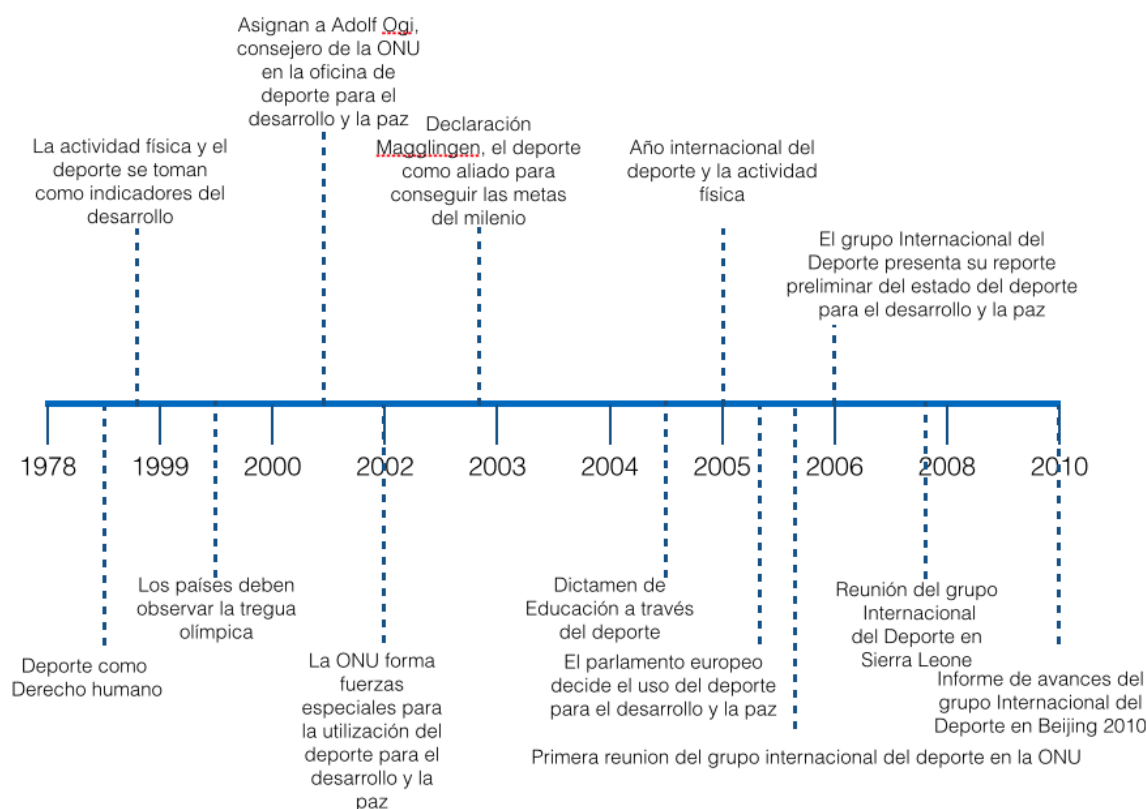 Asignan a Adolf Ogi,
consejero de la ONU
en la oficina de
deporte para el
desarrollo y la paz
La actividad física y el
deporte se toman
como indicadores del
desarrollo
Declaración
Magglingen, el deporte
como aliado para
conseguir las metas
del milenio
Año internacional del
deporte y la actividad
física
El grupo Internacional del
Deporte presenta su reporte
preliminar del estado del deporte
para el desarrollo y la paz
1978
1999
2000
2002
2003
2004
2005
2006
2008
2010
Deporte como
Derecho humano
Los países deben
observar la tregua
olímpica
La ONU forma
fuerzas
especiales para
la utilización del
deporte para el
desarrollo y la
paz
Dictamen de
Educación a través
del deporte
El parlamento europeo
decide el uso del deporte
para el desarrollo y la paz
Primera reunion del grupo internacional del deporte en la ONU
Reunión del grupo
Internacional
del Deporte en
Sierra Leone
Informe de avances del
grupo Internacional del
Deporte en Beijing 2010